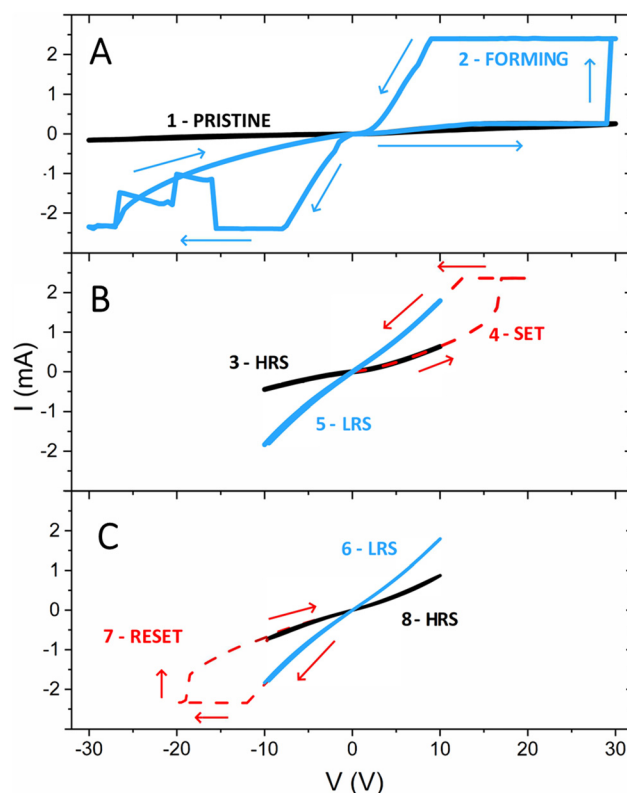 A
2 - FORMING
1 - PRISTINE
2
1
0
-1
-2
B
4 - SET
3 - HRS
5 - LRS
2
1
0
-1
-2
I (mA)
C
6 - LRS
7 - RESET
8 - HRS
2
1
0
-1
-2
-30 -20 -10 0 10 20 30
V (V)